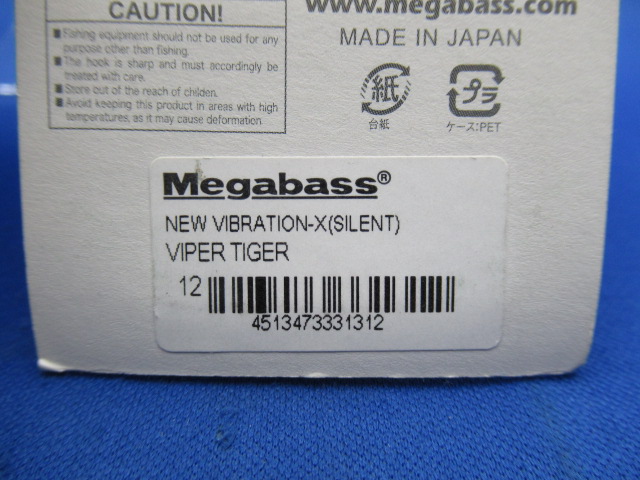 CAUTION!
■Fishing equipment should not be used for any
purpose other than fishing.
■The hook is sharp and must accordingly be
treated with care.
■Store out of the reach of childen.
■Avoid keeping this product in areas with high
temperatures, as it may cause deformation.
www.megabass.com
MADE IN JAPAN
紙
台紙
プラ
ケース:PET
Megabass®
NEW VIBRATION-X(SILENT)
VIPER TIGER
12
4513473331312